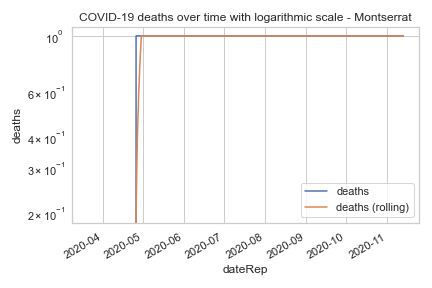 COVID-19 deaths over time with logarithmic scale - Montserrat
10⁰
6 × 10⁻¹
4 × 10⁻¹
3 × 10⁻¹
2 × 10⁻¹
deaths
deaths
deaths (rolling)
2020-04
2020-05
2020-06
2020-07
2020-08
2020-09
2020-10
2020-11
dateRep